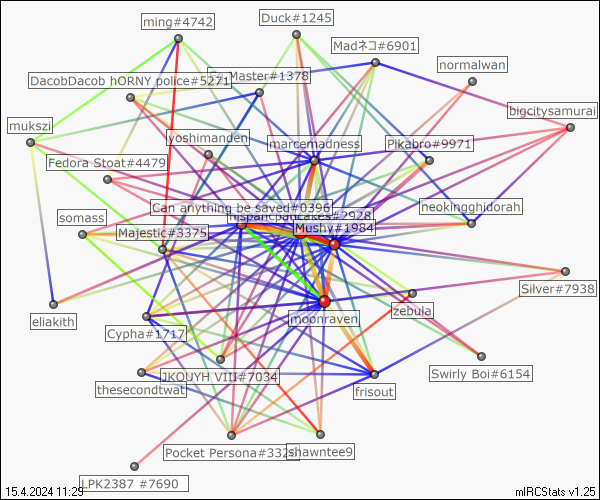 Duck#1245
ming#4742
Madネコ#6901
normalwan
Master#1378
DacobDacob hORNY police#5271
bigcitysamurai
mukszi
yoshimanden
marcemadness
Pikabro#9971
Fedora Stoat#4479
Can anything be saved#0396
neokingghidorah
somass
hispancpancakes#2928
Mushy#1984
Majestic#3375
Silver#7938
eliakith
moonraven
zebula
Cypha#1717
JKQUYH VIII#7034
Swirly Boi#6154
thesecondtwat
frisout
Pocket Persona#332
shawntee9
LPK2387 #7690
15.4.2024 11:29
mIRCStats v1.25